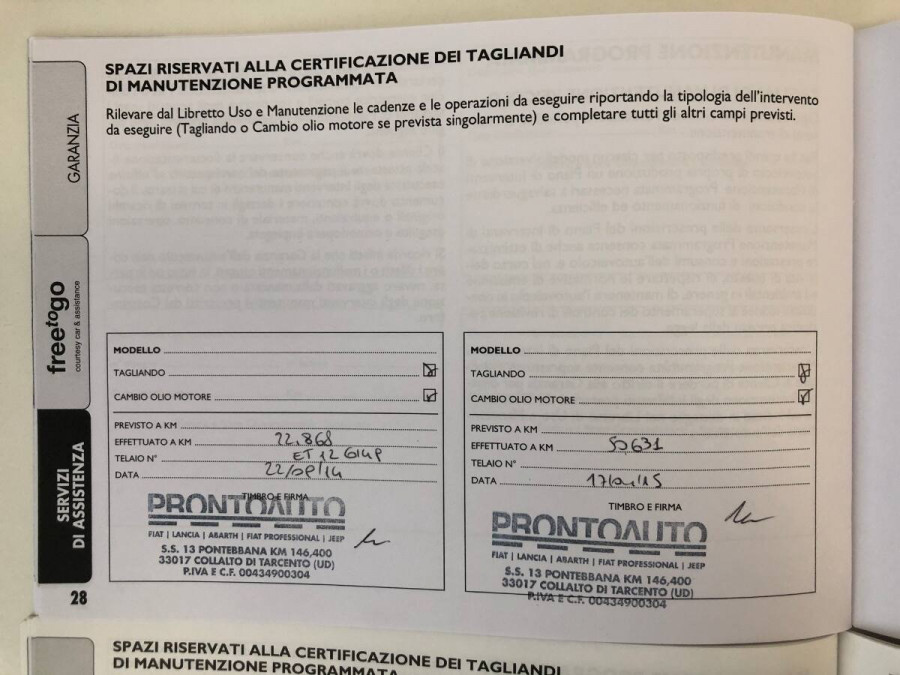 SPAZI RISERVATI ALLA CERTIFICAZIONE DEI TAGLIANDI
DI MANUTENZIONE PROGRAMMATA
Rilevare dal Libretto Uso e Manutenzione le cadenze e le operazioni da eseguire riportando la tipologia dell'intervento
da eseguire (Tagliando o Cambio olio motore se prevista singolarmente) e completare tutti gli altri campi previsti.
GARANZIA
freetogo
courtesy car & assistance
SERVIZI
DI ASSISTENZA
MODELLO
TAGLIANDO
CAMBIO OLIO MOTORE
PREVISTO A KM
EFFETTUATO A KM 22.868
TELAIO N°
DATA
TIMBRO E FIRMA
PRONTOAUTO
FIAT | LANCIA | ABARTH | FIAT PROFESSIONAL | JEEP
S.S. 13 PONTEBBANA KM 146,400
33017 COLLALTO DI TARCENTO (UD)
P.IVA E C.F. 00434900304
MODELLO
TAGLIANDO
CAMBIO OLIO MOTORE
PREVISTO A KM
EFFETTUATO A KM
TELAIO N°
DATA
TIMBRO E FIRMA
PRONTOAUTO
FIAT | LANCIA | ABARTH | FIAT PROFESSIONAL | JEEP
S.S. 13 PONTEBBANA KM 146,400
33017 COLLALTO DI TARCENTO (UD)
P.IVA E C.F. 00434900304
28
SPAZI RISERVATI ALLA CERTIFICAZIONE DEI TAGLIANDI
DI MANUTENZIONE PROGRAMMATA